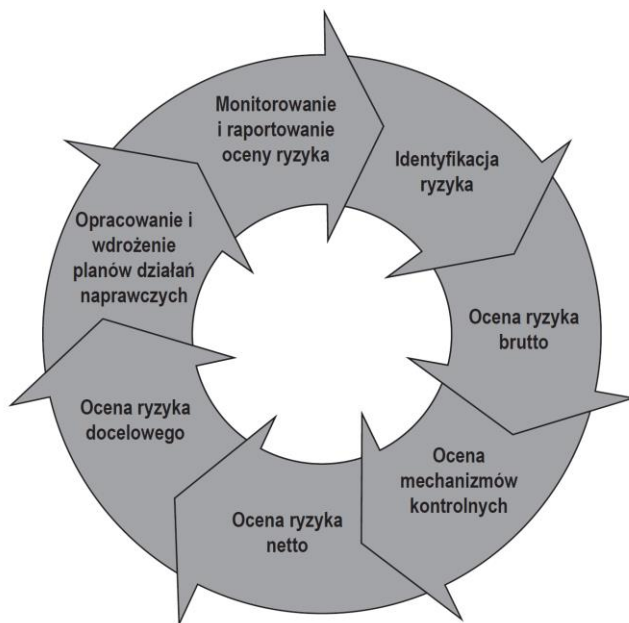 Monitorowanie
i raportowanie
oceny ryzyka
Identyfikacja
ryzyka
Ocena ryzyka
brutto
Ocena
mechanizmów
kontrolnych
Ocena ryzyka
netto
Ocena ryzyka
docelowego
Opracowanie i
wdrożenie
planów działań
naprawczych